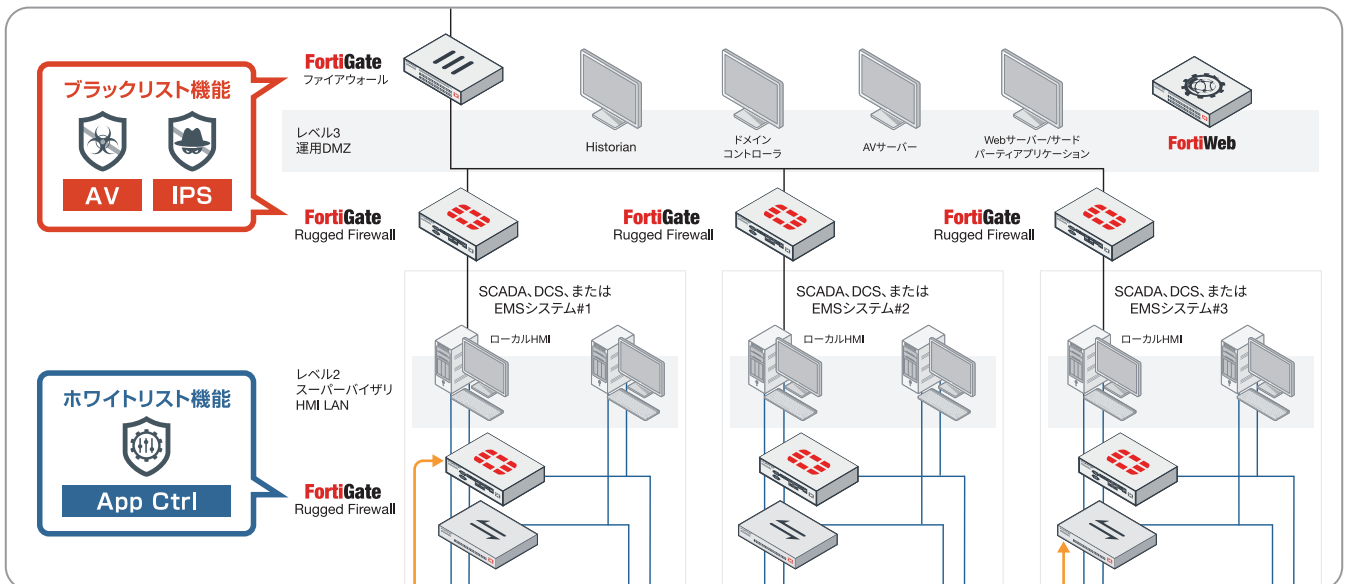 ブラックリスト機能
AV
IPS
FortiGate
ファイアウォール
レベル3
運用DMZ
Historian
ドメイン
コントローラ
AVサーバー
Webサーバー/サード
パーティアプリケーション
FortiWeb
FortiGate
Rugged Firewall
FortiGate
Rugged Firewall
FortiGate
Rugged Firewall
SCADA、DCS、または
EMSシステム#1
ローカルHMI
SCADA、DCS、または
EMSシステム#2
ローカルHMI
SCADA、DCS、または
EMSシステム#3
ローカルHMI
レベル2
スーパーバイザリ
HMI LAN
ホワイトリスト機能
App Ctrl
FortiGate
Rugged Firewall